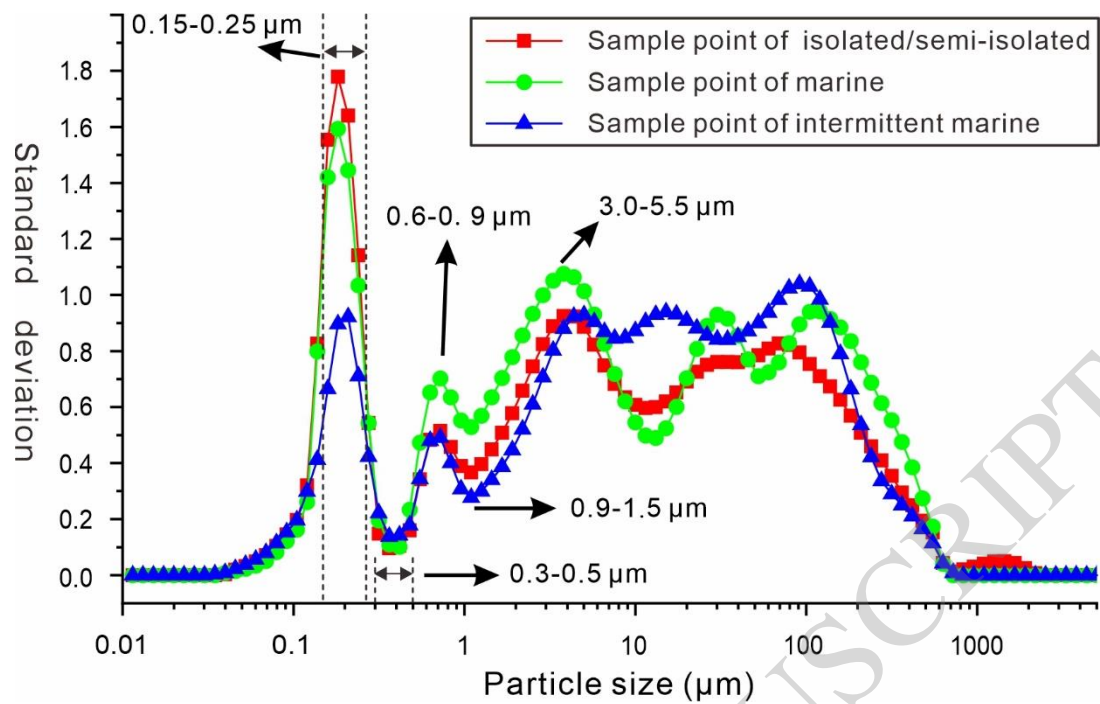 0.15-0.25 μm
Sample point of isolated/semi-isolated
Sample point of marine
Sample point of intermittent marine
0.6-0. 9 μm
3.0-5.5 μm
0.9-1.5 μm
0.3-0.5 μm
Standard deviation
1.8
1.6
1.4
1.2
1.0
0.8
0.6
0.4
0.2
0.0
0.01
0.1
1
10
100
1000
Particle size (μm)
USCRIPT